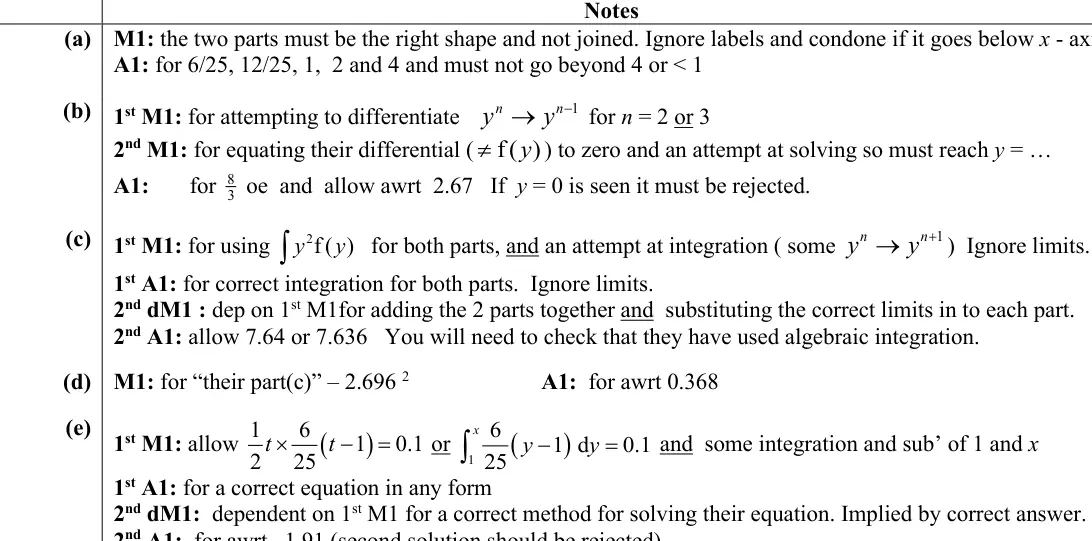 Notes
(a) M1: the two parts must be the right shape and not joined. Ignore labels and condone if it goes below x - ax
A1: for 6/25, 12/25, 1, 2 and 4 and must not go beyond 4 or < 1
(b) 1st M1: for attempting to differentiate yⁿ → yⁿ⁻¹ for n = 2 or 3
2nd M1: for equating their differential ( ≠ f(y) ) to zero and an attempt at solving so must reach y = …
A1: for 8/3 oe and allow awrt 2.67 If y = 0 is seen it must be rejected.
(c) 1st M1: for using ∫ y²f(y) for both parts, and an attempt at integration ( some yⁿ → yⁿ⁺¹ ) Ignore limits.
1st A1: for correct integration for both parts. Ignore limits.
2nd dM1 : dep on 1st M1for adding the 2 parts together and substituting the correct limits in to each part.
2nd A1: allow 7.64 or 7.636 You will need to check that they have used algebraic integration.
(d) M1: for “their part(c)” – 2.696 ² A1: for awrt 0.368
(e) 1st M1: allow 1/2 t × 6/25 (t − 1) = 0.1 or ∫₁ˣ 6/25 (y − 1) dy = 0.1 and some integration and sub’ of 1 and x
1st A1: for a correct equation in any form
2nd dM1: dependent on 1st M1 for a correct method for solving their equation. Implied by correct answer.
2nd A1: for awrt 1.91 (second solution should be rejected)